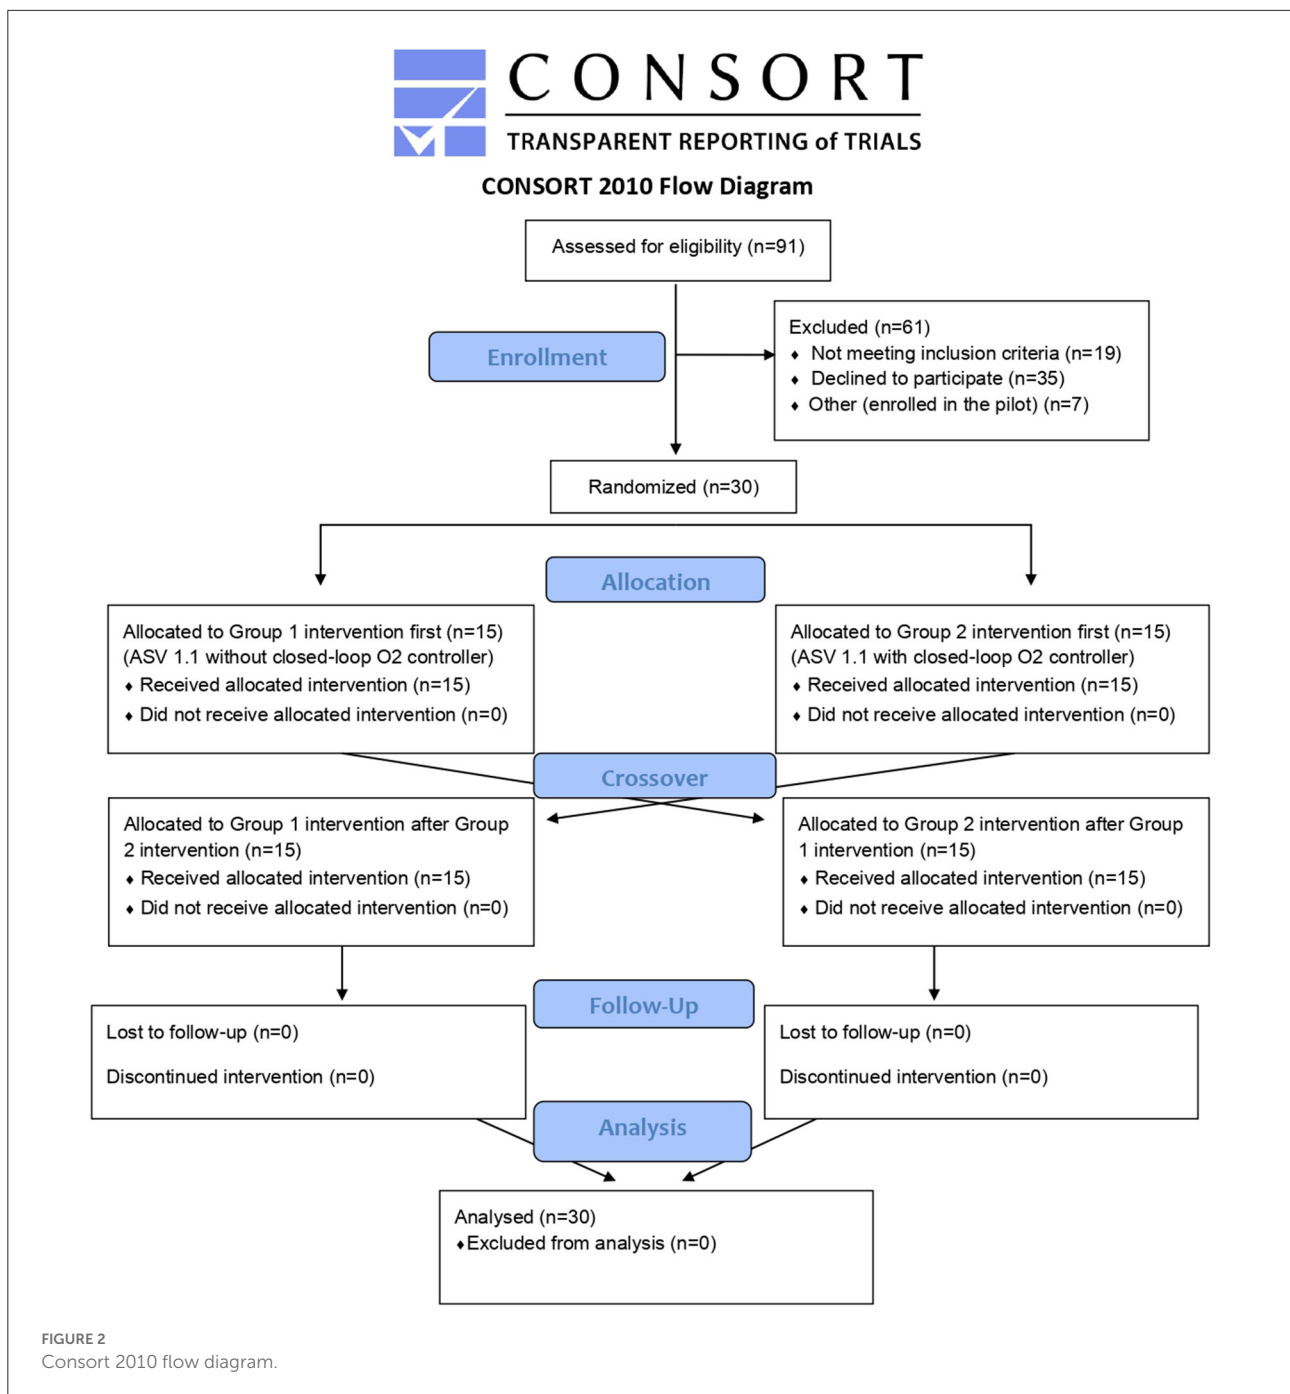 CONSORT
TRANSPARENT REPORTING of TRIALS
CONSORT 2010 Flow Diagram
Assessed for eligibility (n=91)
Enrollment
Excluded (n=61)
♦ Not meeting inclusion criteria (n=19)
♦ Declined to participate (n=35)
♦ Other (enrolled in the pilot) (n=7)
Randomized (n=30)
Allocation
Allocated to Group 1 intervention first (n=15)
(ASV 1.1 without closed-loop O2 controller)
♦ Received allocated intervention (n=15)
♦ Did not receive allocated intervention (n=0)
Allocated to Group 2 intervention first (n=15)
(ASV 1.1 with closed-loop O2 controller)
♦ Received allocated intervention (n=15)
♦ Did not receive allocated intervention (n=0)
Crossover
Allocated to Group 1 intervention after Group
2 intervention (n=15)
♦ Received allocated intervention (n=15)
♦ Did not receive allocated intervention (n=0)
Allocated to Group 2 intervention after Group
1 intervention (n=15)
♦ Received allocated intervention (n=15)
♦ Did not receive allocated intervention (n=0)
Follow-Up
Lost to follow-up (n=0)
Discontinued intervention (n=0)
Lost to follow-up (n=0)
Discontinued intervention (n=0)
Analysis
Analysed (n=30)
♦Excluded from analysis (n=0)
FIGURE 2
Consort 2010 flow diagram.